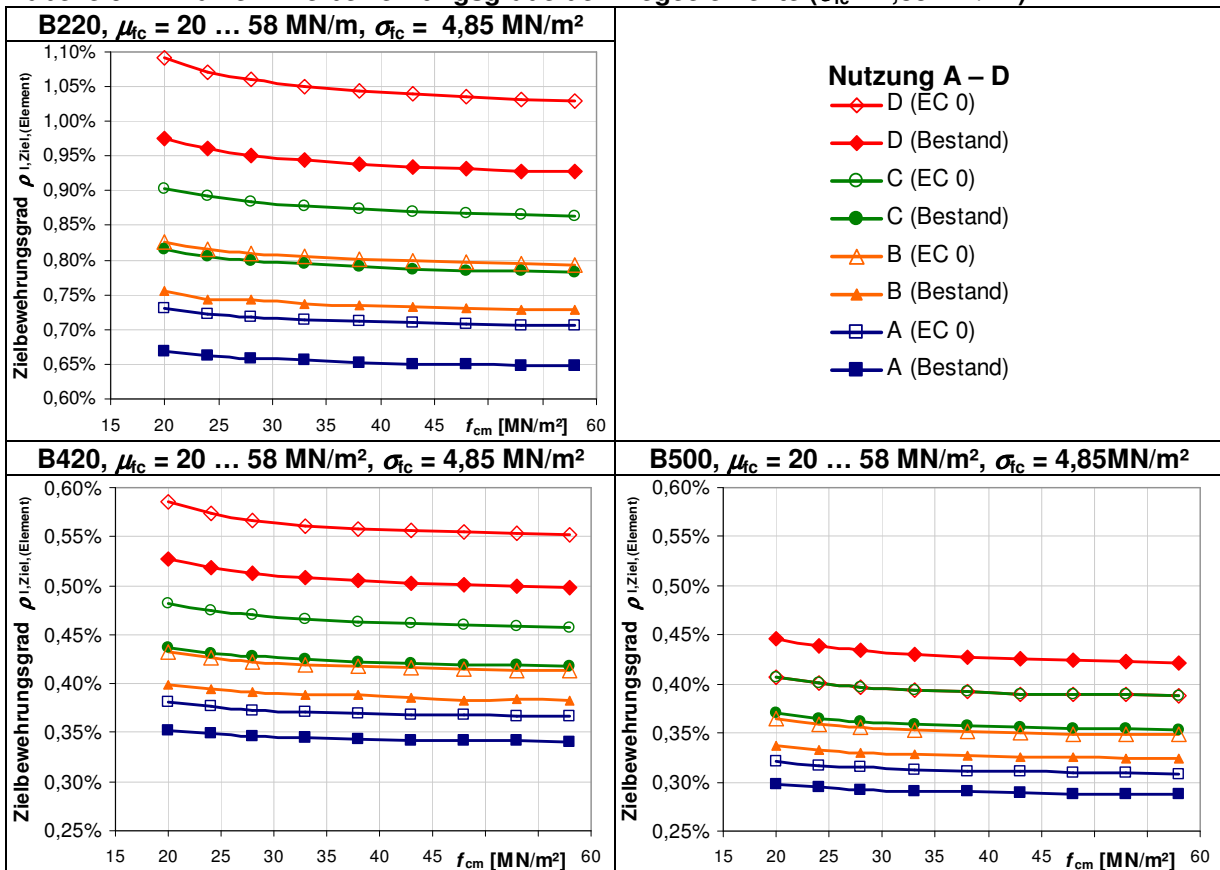 B220, μfc = 20 … 58 MN/m, σfc = 4,85 MN/m²
Zielbewehrungsgrad ρ l,Ziel,(Element)
1,10%
1,05%
1,00%
0,95%
0,90%
0,85%
0,80%
0,75%
0,70%
0,65%
0,60%
15 20 25 30 35 40 45 fcm [MN/m²] 60
Nutzung A – D
D (EC 0)
D (Bestand)
C (EC 0)
C (Bestand)
B (EC 0)
B (Bestand)
A (EC 0)
A (Bestand)
B420, μfc = 20 … 58 MN/m², σfc = 4,85 MN/m²
Zielbewehrungsgrad ρ l,Ziel,(Element)
0,60%
0,55%
0,50%
0,45%
0,40%
0,35%
0,30%
0,25%
15 20 25 30 35 40 45 fcm [MN/m²] 60
B500, μfc = 20 … 58 MN/m², σfc = 4,85MN/m²
Zielbewehrungsgrad ρ l,Ziel,(Element)
0,60%
0,55%
0,50%
0,45%
0,40%
0,35%
0,30%
0,25%
15 20 25 30 35 40 45 fcm [MN/m²] 60